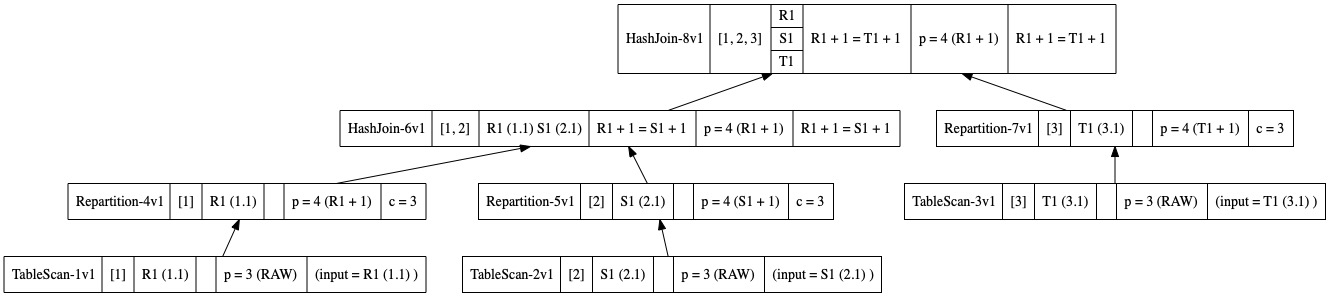 HashJoin-8v1 [1, 2, 3] R1 S1 T1 R1 + 1 = T1 + 1 p = 4 (R1 + 1) R1 + 1 = T1 + 1
HashJoin-6v1 [1, 2] R1 (1.1) S1 (2.1) R1 + 1 = S1 + 1 p = 4 (R1 + 1) R1 + 1 = S1 + 1
Repartition-7v1 [3] T1 (3.1) p = 4 (T1 + 1) c = 3
Repartition-4v1 [1] R1 (1.1) p = 4 (R1 + 1) c = 3
Repartition-5v1 [2] S1 (2.1) p = 4 (S1 + 1) c = 3
TableScan-3v1 [3] T1 (3.1) p = 3 (RAW) (input = T1 (3.1) )
TableScan-1v1 [1] R1 (1.1) p = 3 (RAW) (input = R1 (1.1) )
TableScan-2v1 [2] S1 (2.1) p = 3 (RAW) (input = S1 (2.1) )